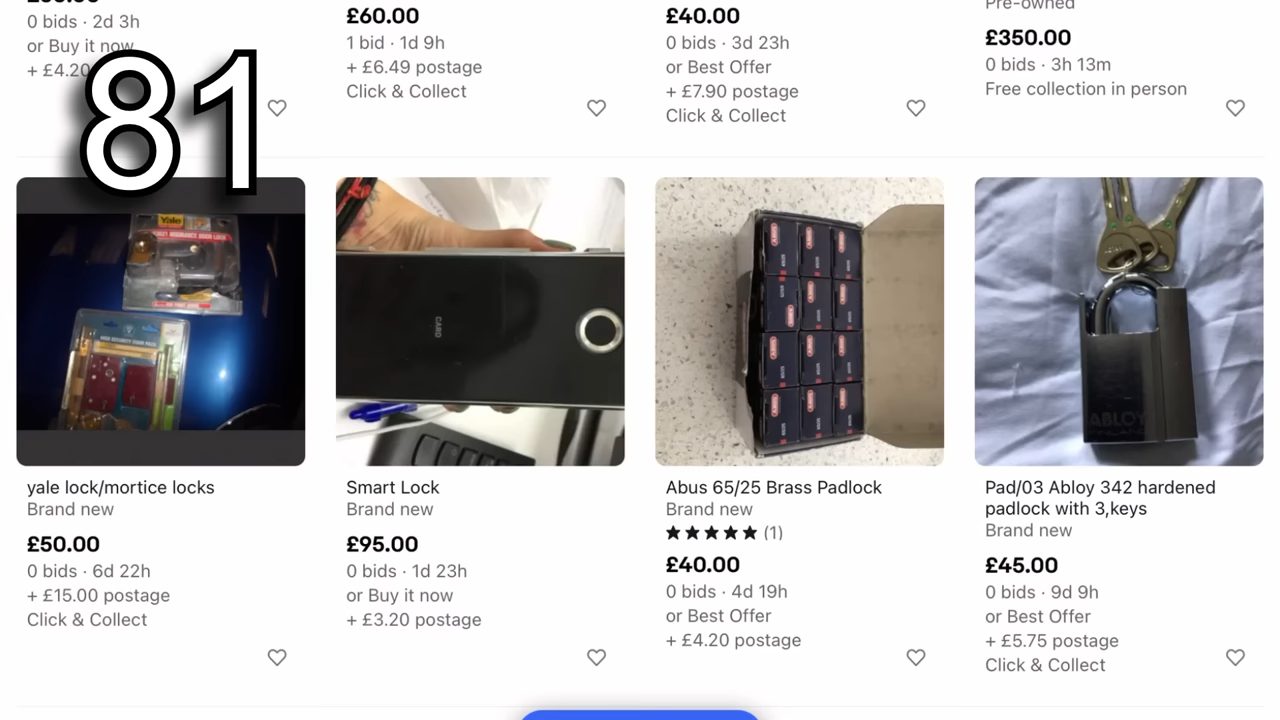 0 bids · 2d 3h
or Buy it now
+ £4.20
£60.00
1 bid · 1d 9h
+ £6.49 postage
Click & Collect
£40.00
0 bids · 3d 23h
or Best Offer
+ £7.90 postage
Click & Collect
Pre-owned
£350.00
0 bids · 3h 13m
Free collection in person
81
Yale
CARD
ABLOY
yale lock/mortice locks
Brand new
£50.00
0 bids · 6d 22h
+ £15.00 postage
Click & Collect
Smart Lock
Brand new
£95.00
0 bids · 1d 23h
or Buy it now
+ £3.20 postage
Abus 65/25 Brass Padlock
Brand new
★★★★★ (1)
£40.00
0 bids · 4d 19h
or Best Offer
+ £4.20 postage
Pad/03 Abloy 342 hardened
padlock with 3,keys
Brand new
£45.00
0 bids · 9d 9h
or Best Offer
+ £5.75 postage
Click & Collect